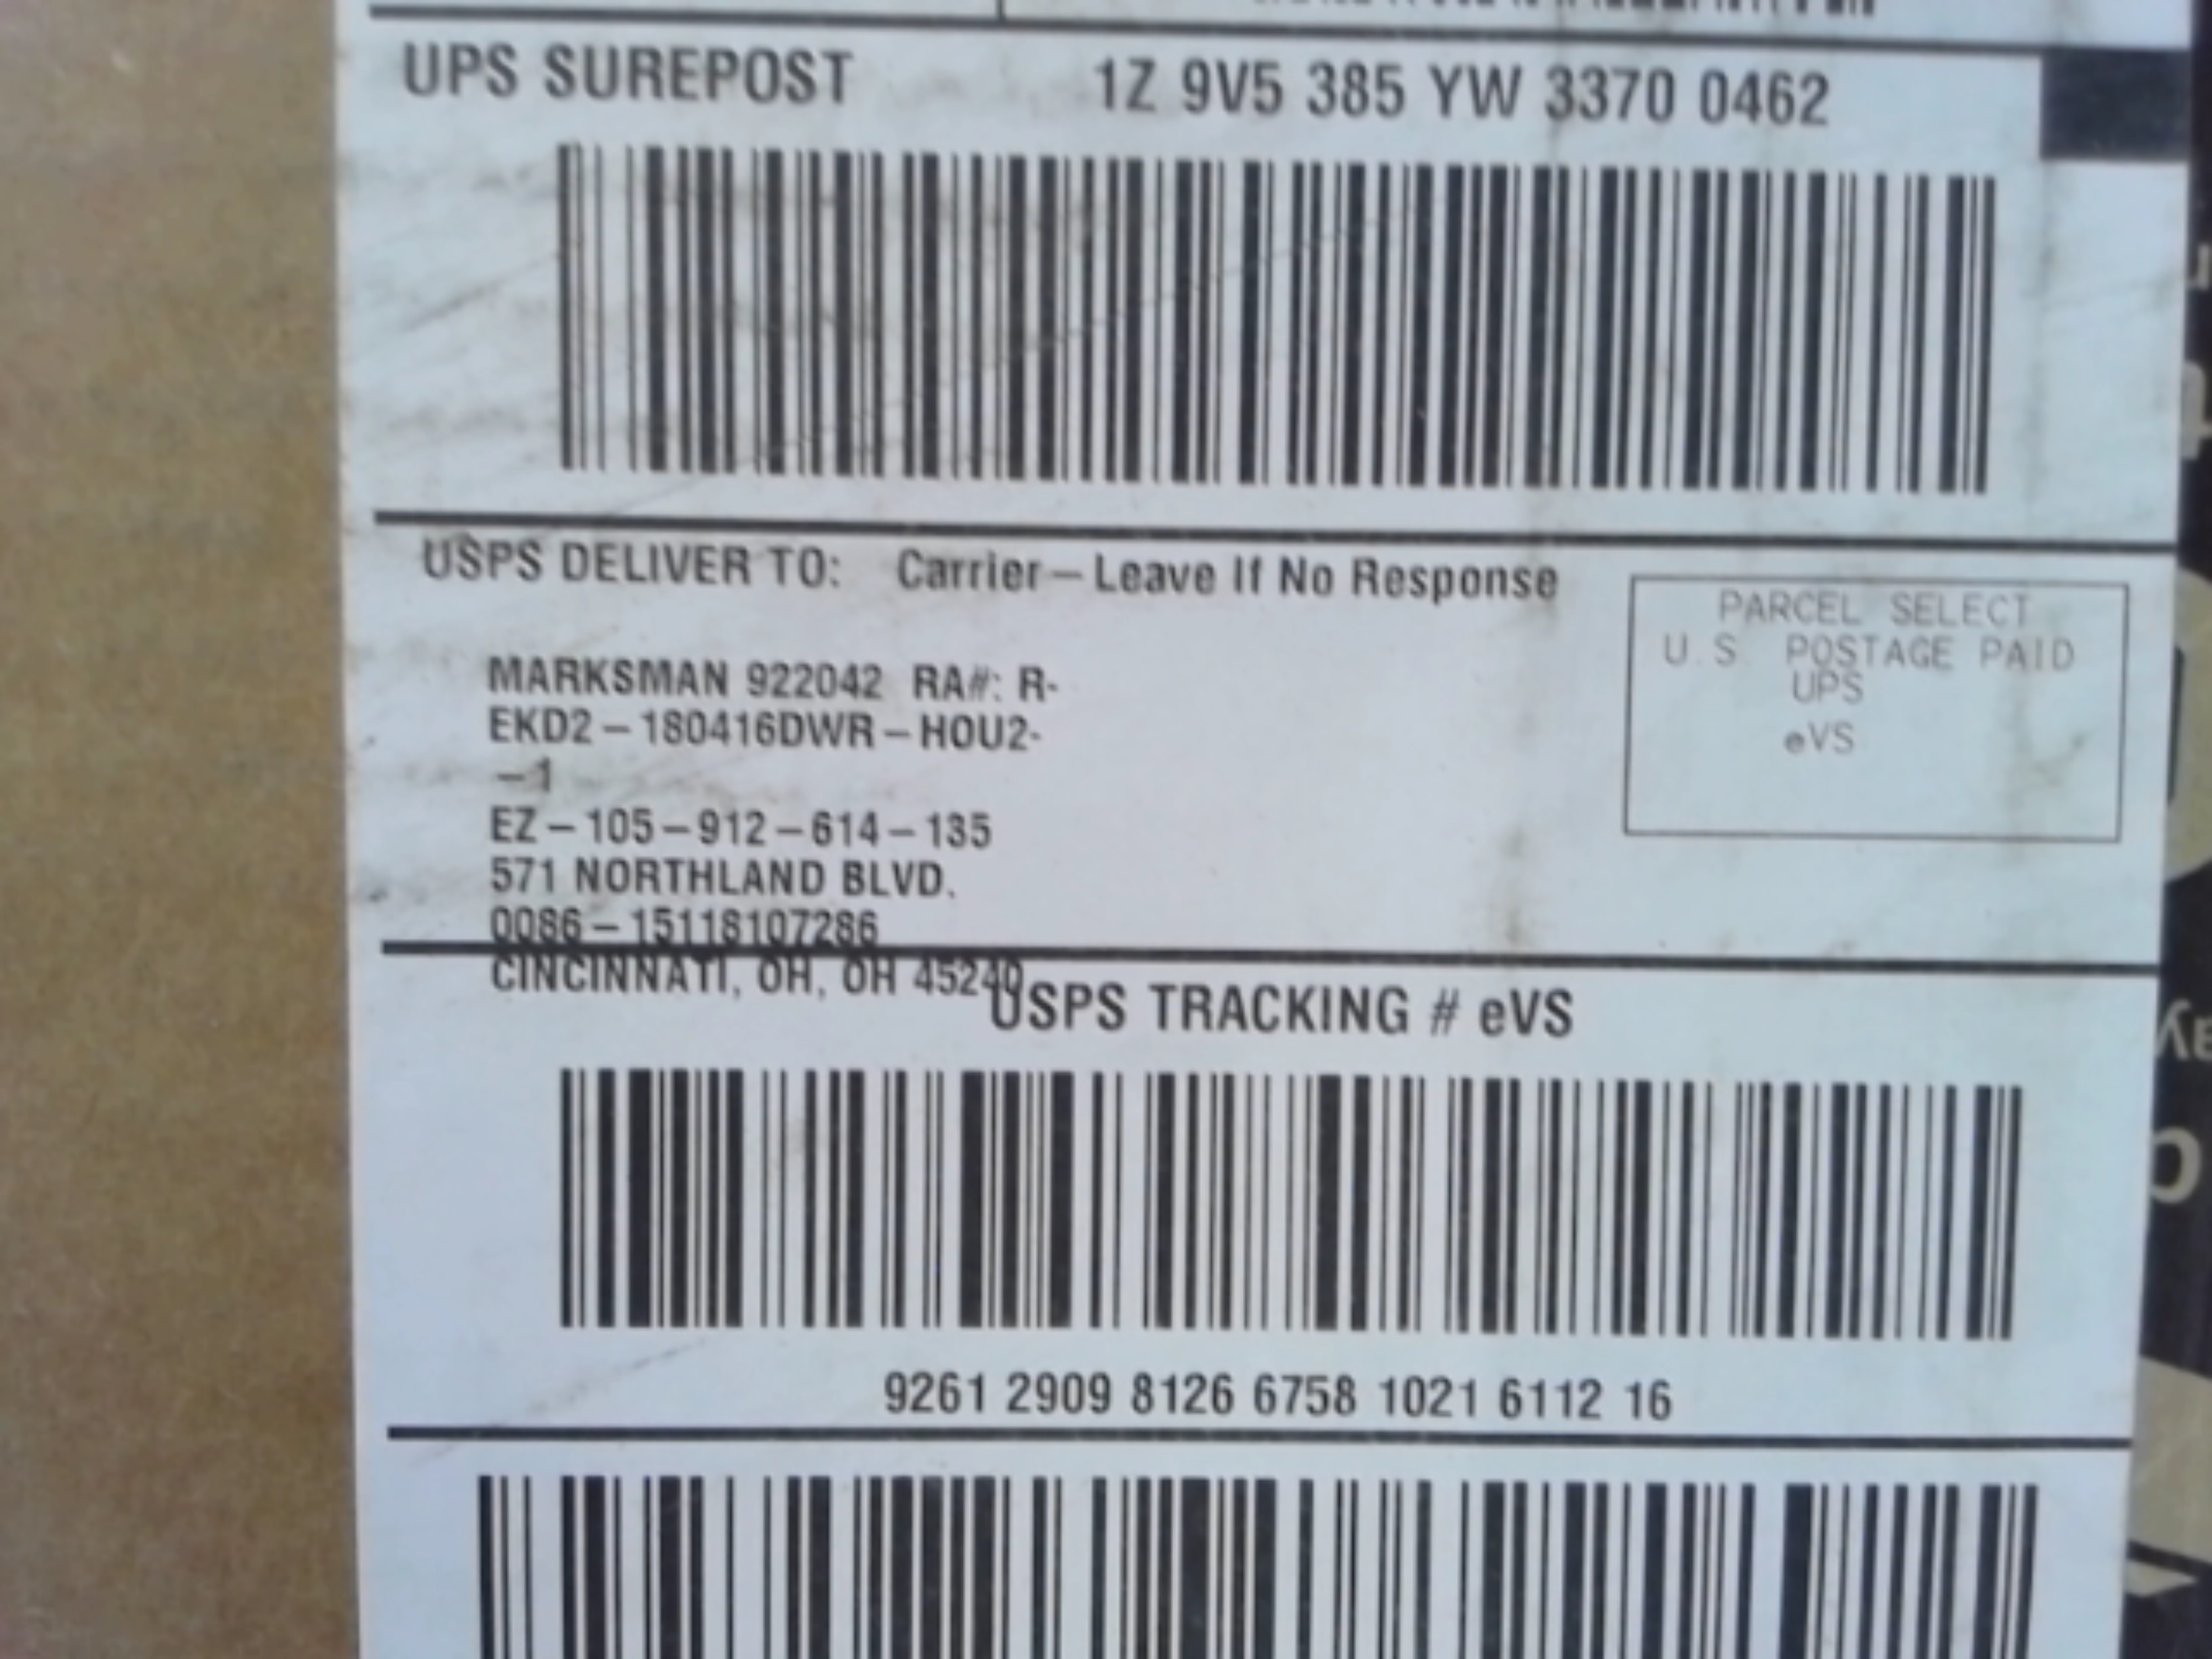 UPS SUREPOST 1Z 9V5 385 YW 3370 0462
USPS DELIVER TO: Carrier – Leave If No Response
PARCEL SELECT
U.S POSTAGE PAID
UPS
eVS
MARKSMAN 922042 RA#: R-
EKD2 – 180416DWR – HOU2-
– 1
EZ – 105 – 912 – 614 – 135
571 NORTHLAND BLVD.
0086 – 15118107286
CINCINNATI, OH, OH 45240
USPS TRACKING # eVS
9261 2909 8126 6758 1021 6112 16